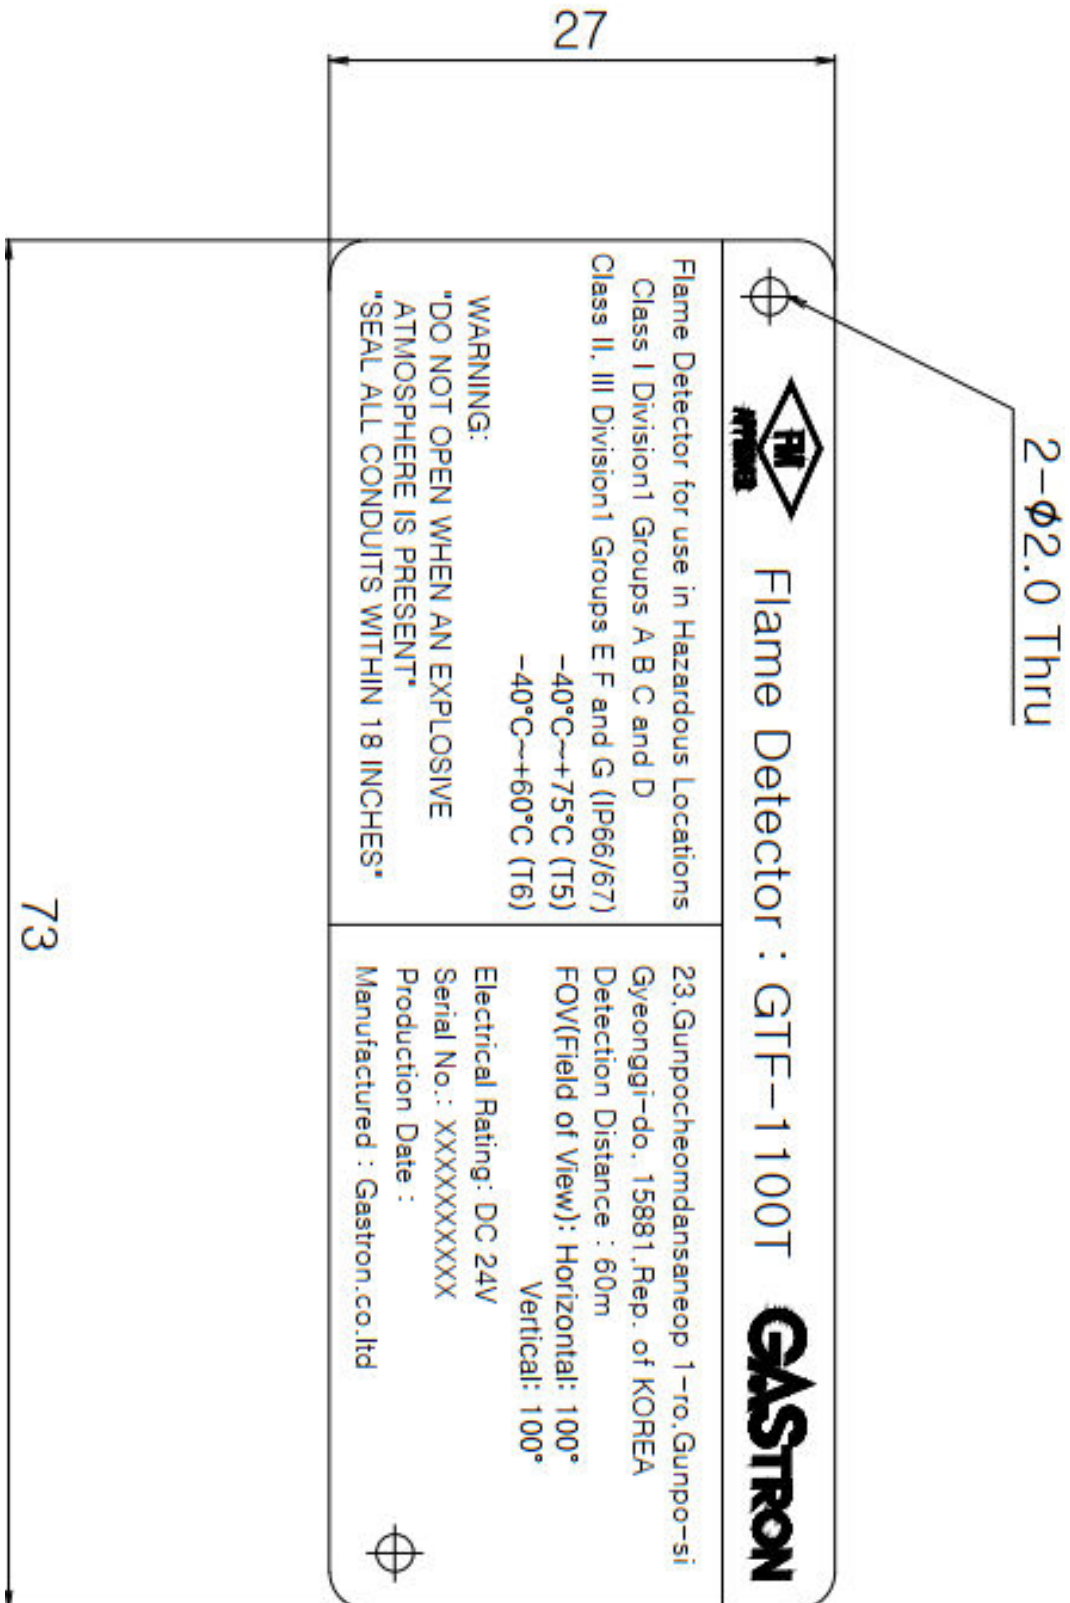 27
2-Φ2.0 Thru
FM
APPROVED
Flame Detector : GTF-1100T
GASTRON
Flame Detector for use in Hazardous Locations
Class I Division1 Groups A B C and D
Class II, III Division1 Groups E F and G (IP66/67)
-40°C~+75°C (T5)
-40°C~+60°C (T6)
WARNING:
"DO NOT OPEN WHEN AN EXPLOSIVE
ATMOSPHERE IS PRESENT"
"SEAL ALL CONDUITS WITHIN 18 INCHES"
23,Gunpocheomdansaneop 1-ro,Gunpo-si
Gyeonggi-do, 15881,Rep. of KOREA
Detection Distance : 60m
FOV(Field of View): Horizontal: 100°
Vertical: 100°
Electrical Rating: DC 24V
Serial No.: XXXXXXXXX
Production Date :
Manufactured : Gastron.co.ltd
73